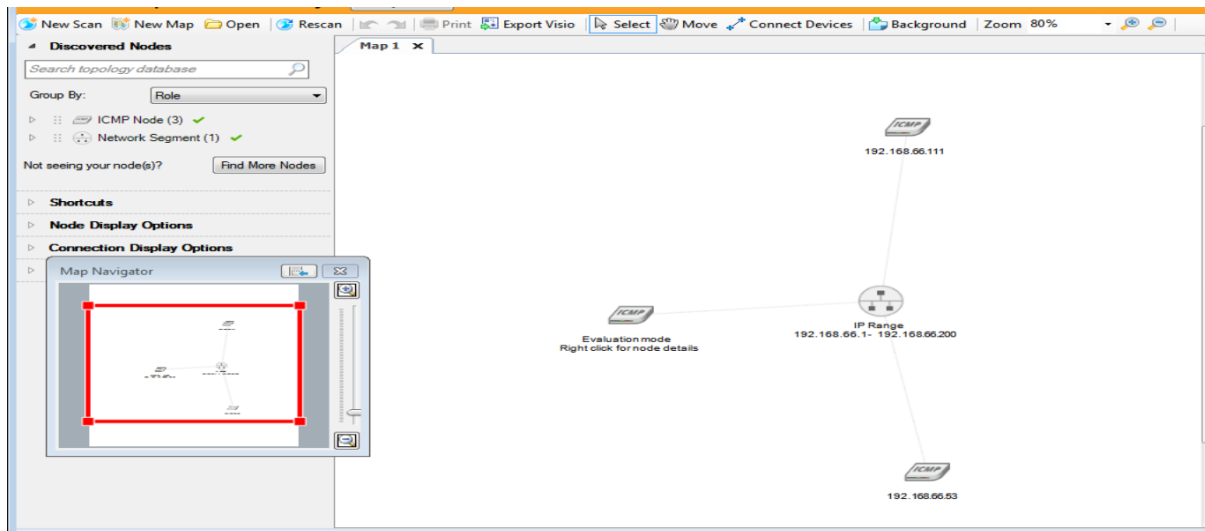 New Scan New Map Open Rescan Print Export Visio Select Move Connect Devices Background Zoom 80%
Discovered Nodes
Search topology database
Group By: Role
ICMP Node (3)
Network Segment (1)
Not seeing your node(s)? Find More Nodes
Shortcuts
Node Display Options
Connection Display Options
Map Navigator
Map 1 X
ICMP
192.168.66.111
ICMP
Evaluation mode
Right click for node details
IP Range
192.168.66.1- 192.168.66.200
ICMP
192.168.66.53